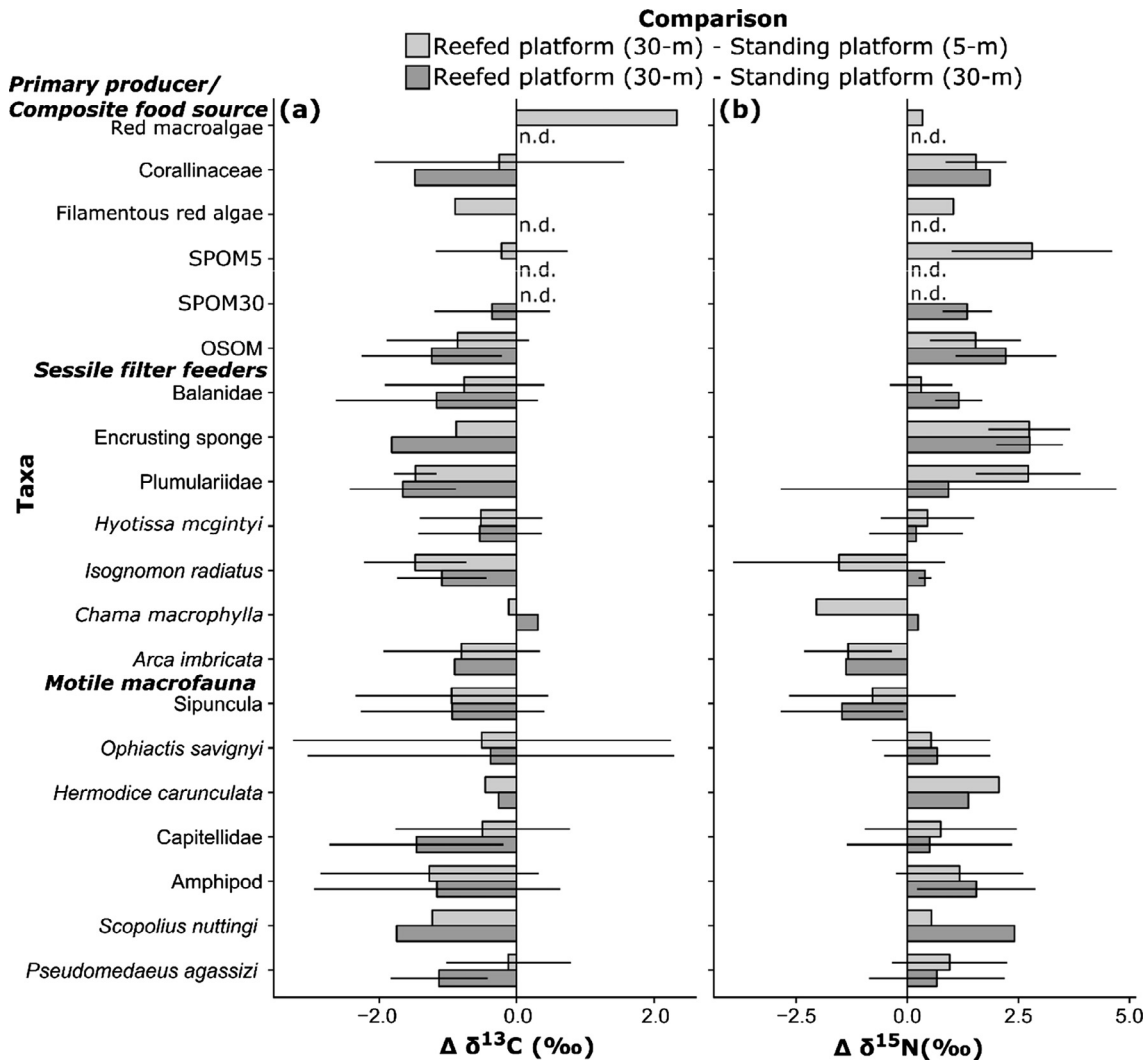 Comparison
Reefed platform (30-m) - Standing platform (5-m)
Reefed platform (30-m) - Standing platform (30-m)
Primary producer/
Composite food source
(a)
(b)
Red macroalgae
n.d.
n.d.
Corallinaceae
Filamentous red algae
n.d.
n.d.
SPOM5
n.d.
n.d.
n.d.
n.d.
SPOM30
OSOM
Sessile filter feeders
Balanidae
Encrusting sponge
Plumulariidae
Hyotissa mcgintyi
Isognomon radiatus
Chama macrophylla
Arca imbricata
Motile macrofauna
Sipuncula
Ophiactis savignyi
Hermodice carunculata
Capitellidae
Amphipod
Scopolius nuttingi
Pseudomedaeus agassizi
Taxa
−2.0 0.0 2.0
−2.5 0.0 2.5 5.0
Δ δ¹³C (‰)
Δ δ¹⁵N(‰)